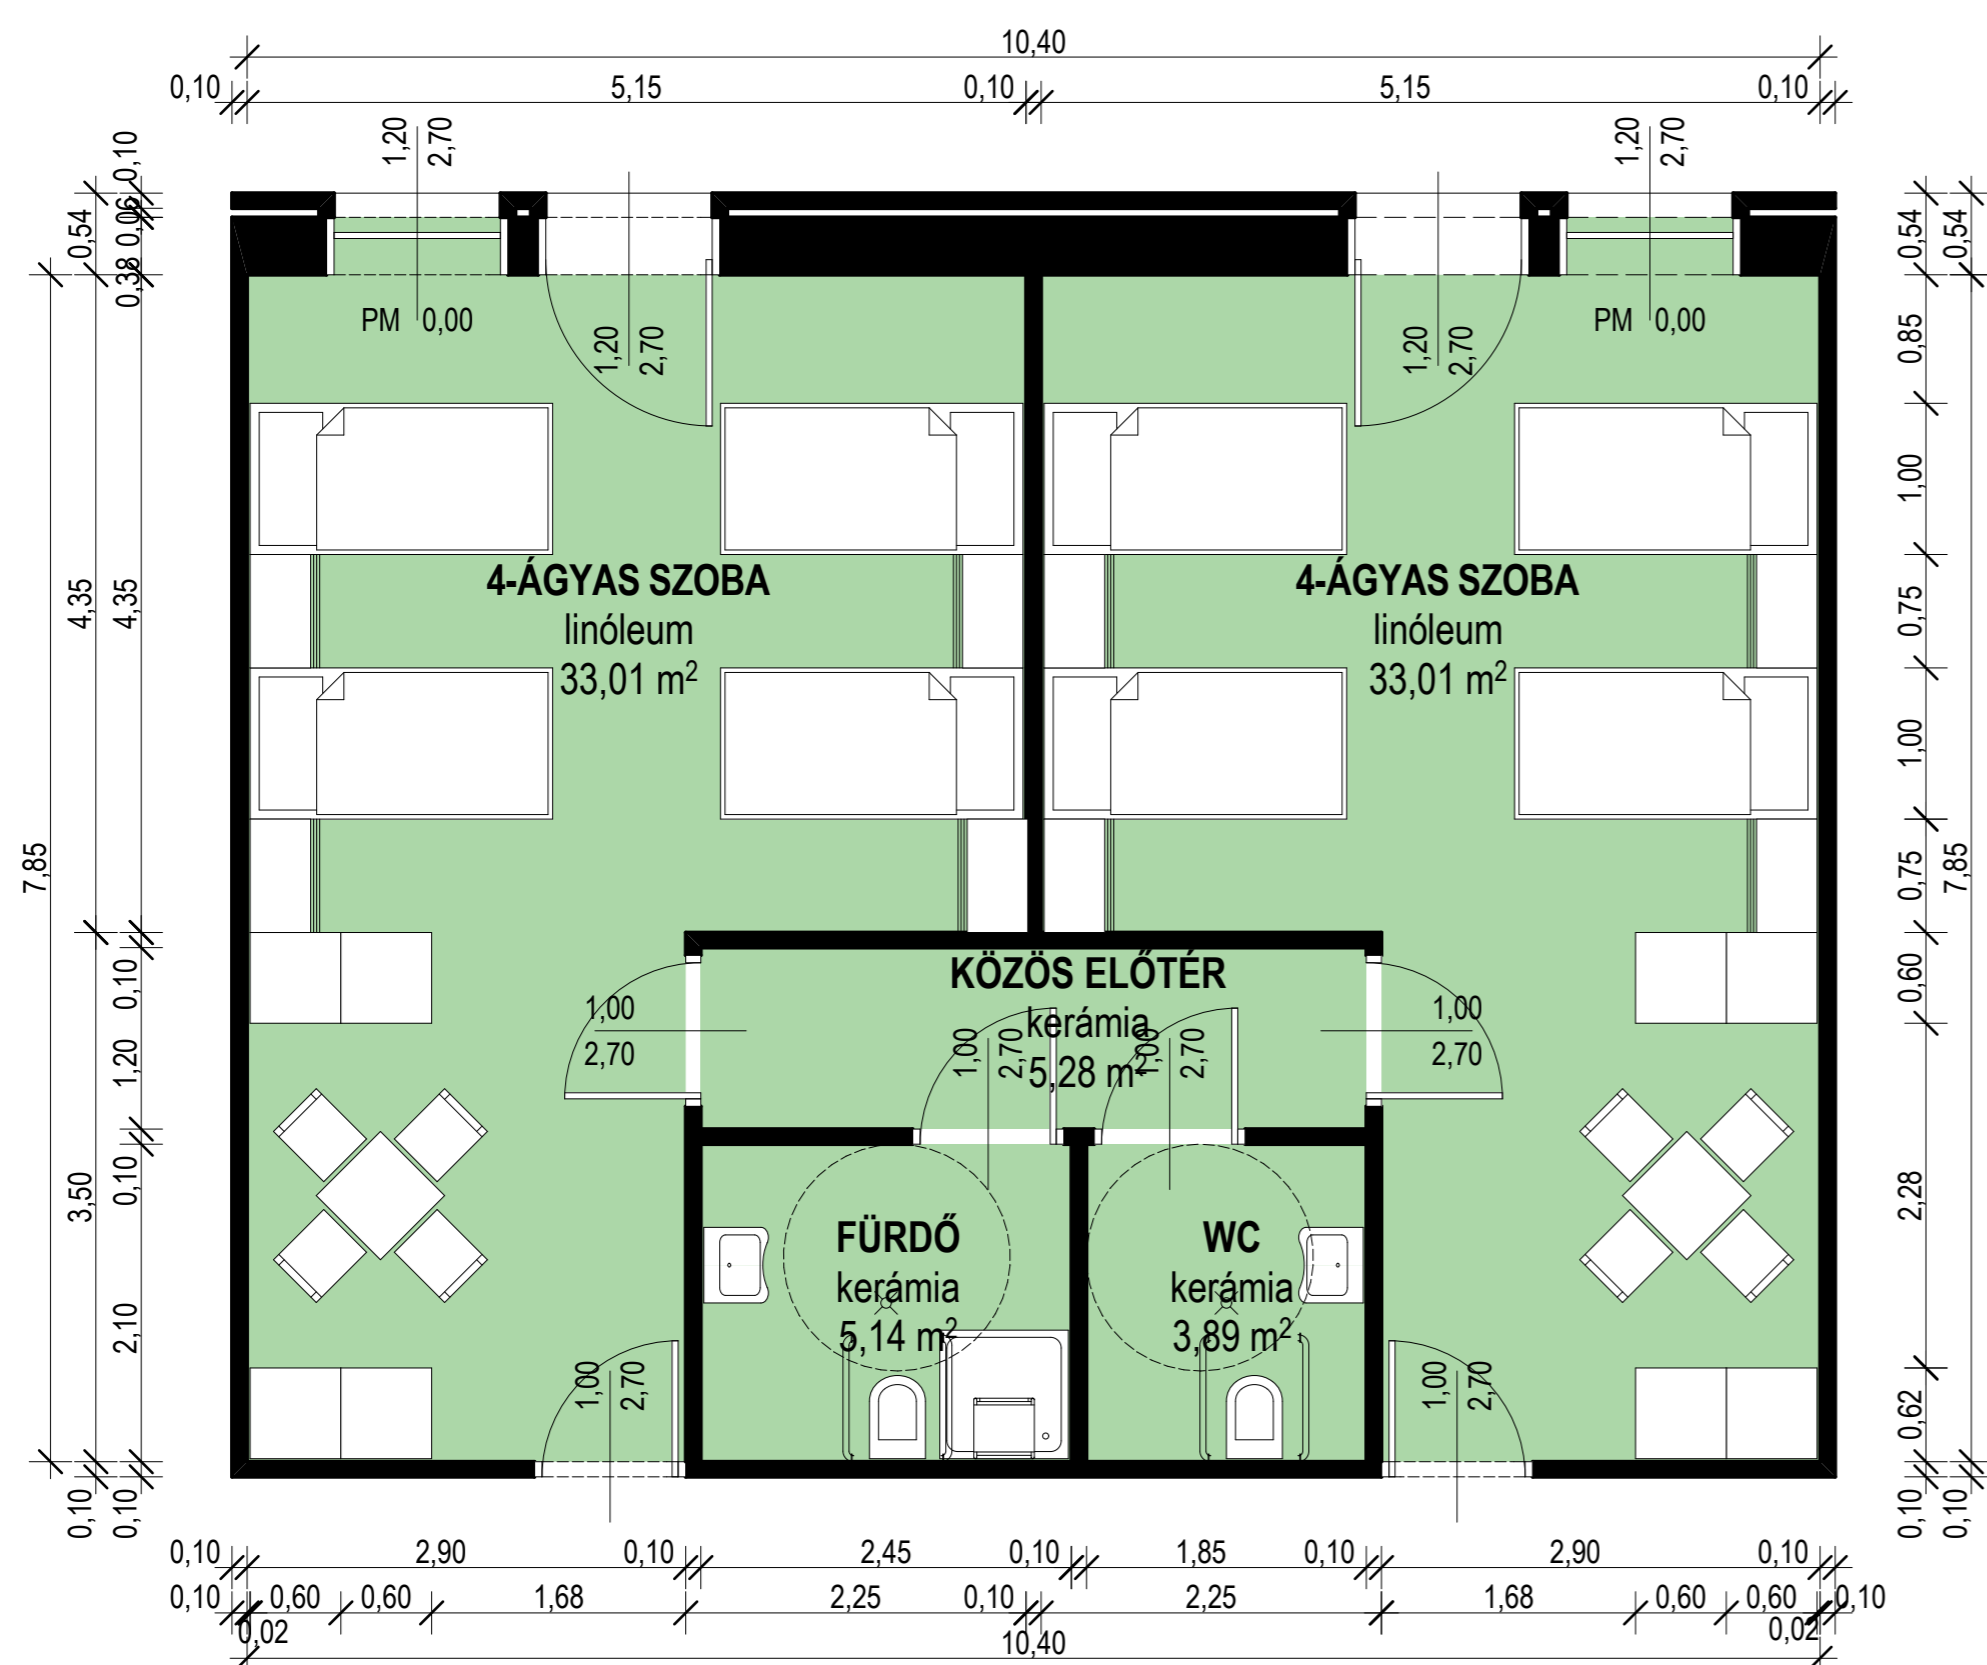 10,40
0,10 5,15 0,10 5,15 0,10
1,20 2,70 1,20 2,70
0,10
0,06
0,38
0,54
0,54
0,54
PM 0,00
PM 0,00
1,20 2,70
1,20 2,70
0,85
1,00
4-ÁGYAS SZOBA
linóleum
33,01 m²
4-ÁGYAS SZOBA
linóleum
33,01 m²
4,35
4,35
0,75
1,00
7,85
0,75
7,85
KÖZÖS ELŐTÉR
kerámia
5,28 m²
1,00
2,70
1,00
2,70
1,00 2,70
1,00 2,70
0,10
0,60
1,20
0,10
3,50
2,28
FÜRDŐ
kerámia
5,14 m²
WC
kerámia
3,89 m²
2,10
1,00 2,70
1,00 2,70
0,62
0,10
0,10
0,10
0,10
0,10 2,90 0,10 2,45 0,10 1,85 0,10 2,90 0,10
0,10 0,60 0,60 1,68 2,25 0,10 2,25 1,68 0,60 0,60 0,10
0,02 0,02
10,40